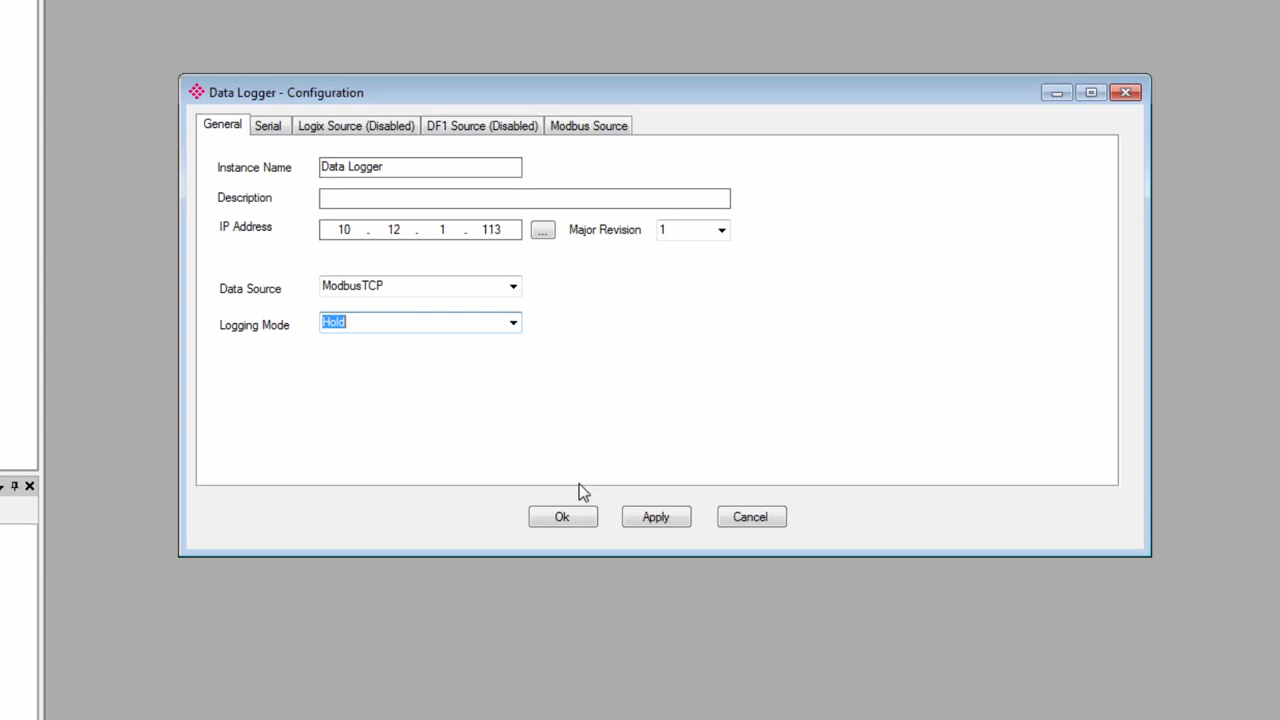 Data Logger - Configuration
General Serial Logix Source (Disabled) DF1 Source (Disabled) Modbus Source
Instance Name Data Logger
Description
IP Address 10 . 12 . 1 . 113 ... Major Revision 1
Data Source ModbusTCP
Logging Mode Hold
Ok Apply Cancel